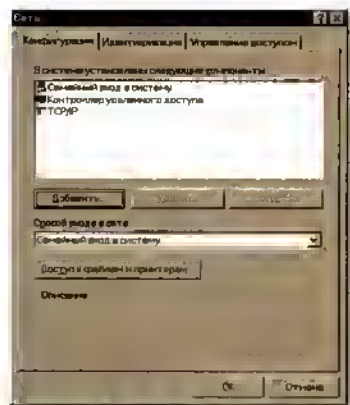 Сеть
Конфигурация Идентификация Управление доступом
В системе установлены следующие компоненты
Семейный вход в систему
Контроллер удаленного доступа
TCP/IP
Добавить... Удалить
Способ входа в сеть
Семейный вход в систему
Доступ к файлам и принтерам
Описание
OK Отмена